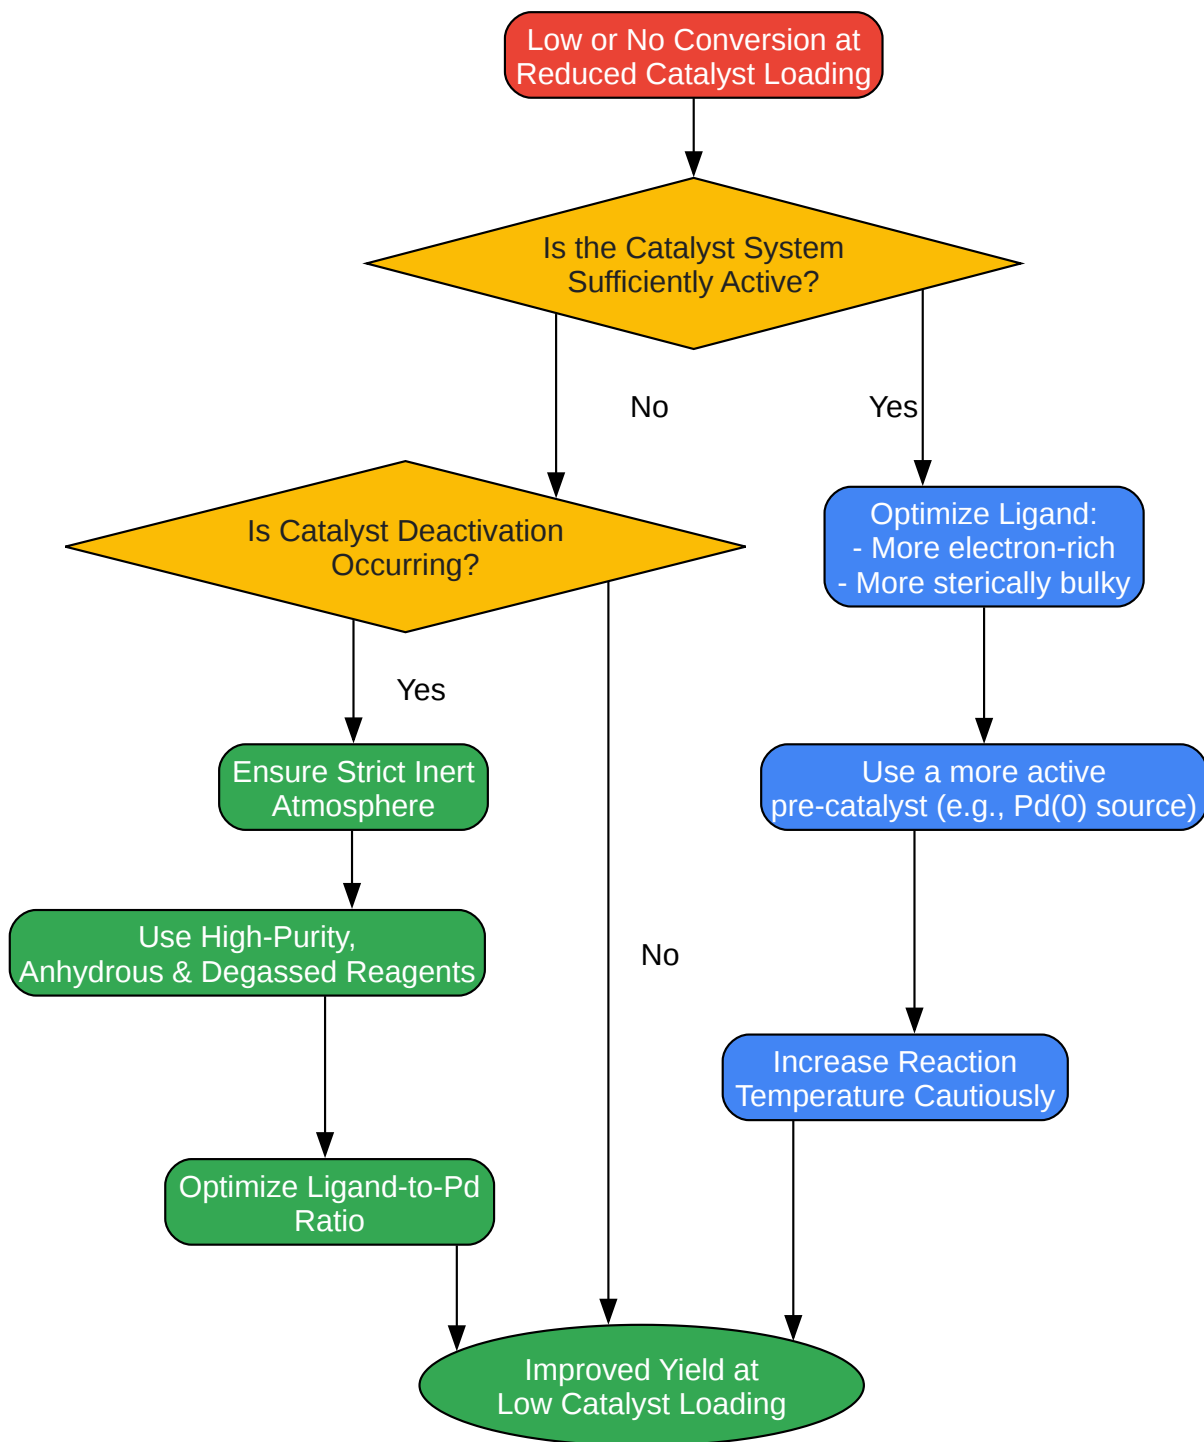 Low or No Conversion at
Reduced Catalyst Loading
Is the Catalyst System
Sufficiently Active?
No
Yes
Optimize Ligand:
- More electron-rich
- More sterically bulky
Is Catalyst Deactivation
Occurring?
Yes
Ensure Strict Inert
Atmosphere
Use a more active
pre-catalyst (e.g., Pd(0) source)
Use High-Purity,
Anhydrous & Degassed Reagents
No
Increase Reaction
Temperature Cautiously
Optimize Ligand-to-Pd
Ratio
Improved Yield at
Low Catalyst Loading